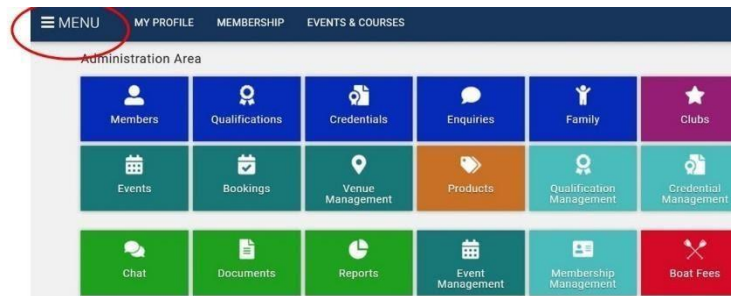 MENU MY PROFILE MEMBERSHIP EVENTS & COURSES
Administration Area
Members Qualifications Credentials Enquiries Family Clubs
Events Bookings Venue Management Products Qualification Management Credential Management
Chat Documents Reports Event Management Membership Management Boat Fees